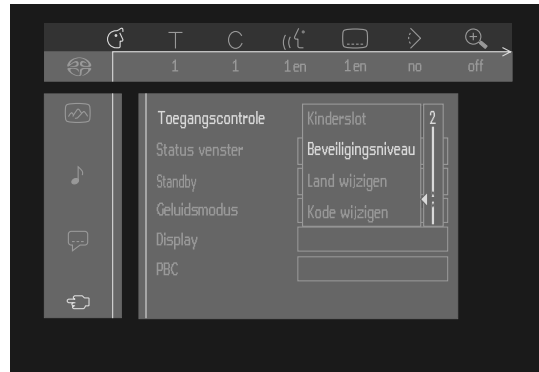 T C
1 1 1en 1en no off
Toegangscontrole
Status venster
Standby
Geluidsmodus
Display
PBC
Kinderslot
Beveiligingsniveau
Land wijzigen
Kode wijzigen
2